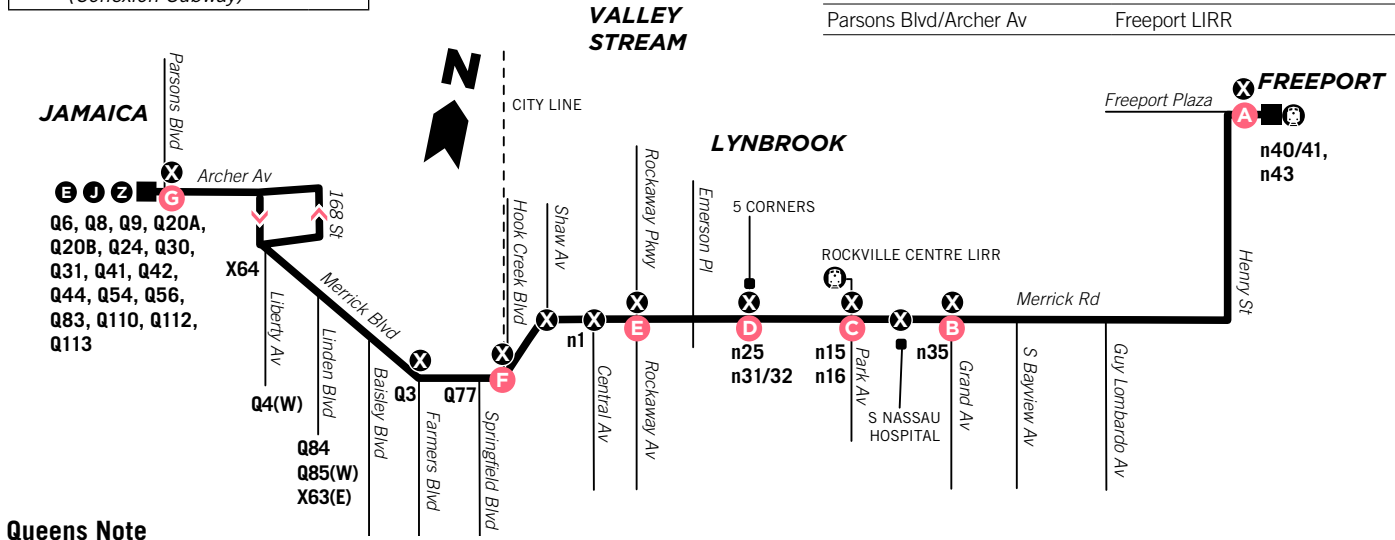 (Conexión Subway)
VALLEY
STREAM
Parsons Blvd/Archer Av Freeport LIRR
N
CITY LINE
JAMAICA
Parsons Blvd
X
G
E J Z
Archer Av
168 St
Q6, Q8, Q9, Q20A,
Q20B, Q24, Q30,
Q31, Q41, Q42,
Q44, Q54, Q56,
Q83, Q110, Q112,
Q113
X64
Liberty Av
Q4(W)
Merrick Blvd
Linden Blvd
Q84
Q85(W)
X63(E)
Baisley Blvd
X
Q3
Farmers Blvd
Q77
Springfield Blvd
X
F
Hook Creek Blvd
X
Shaw Av
X
n1
Central Av
Rockaway Pkwy
X
E
Rockaway Av
Emerson Pl
LYNBROOK
5 CORNERS
X
D
n25
n31/32
ROCKVILLE CENTRE LIRR
X
C
n15
n16
Park Av
X
S NASSAU
HOSPITAL
X
B
n35
Grand Av
Merrick Rd
S Bayview Av
Guy Lombardo Av
Henry St
Freeport Plaza
X
A
FREEPORT
n40/41,
n43
Queens Note